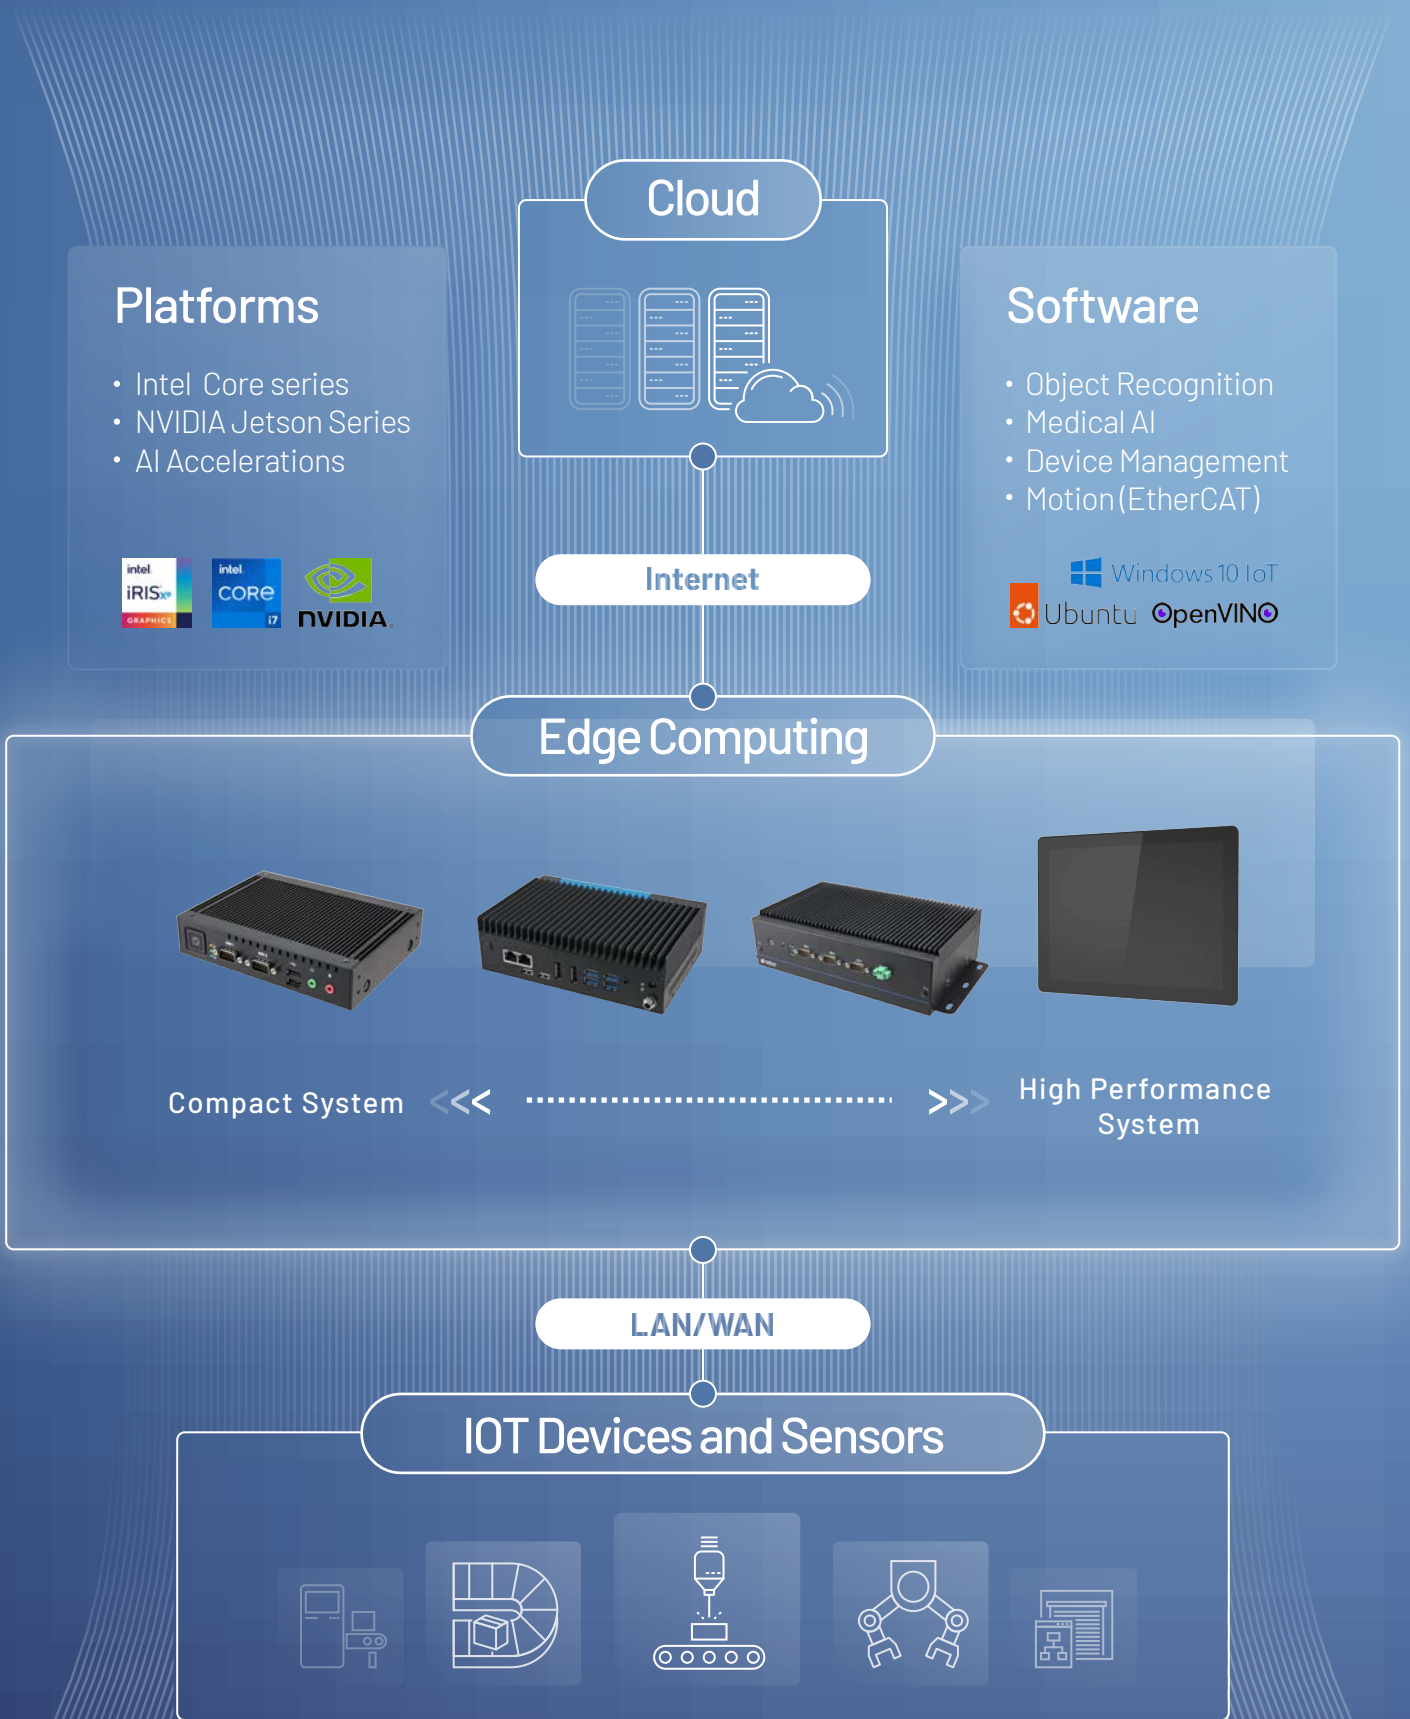 Cloud
Platforms
• Intel Core series
• NVIDIA Jetson Series
• AI Accelerations
intel.
iRISxe
GRAPHICS
intel.
CORE
i7
NVIDIA.
Software
• Object Recognition
• Medical AI
• Device Management
• Motion (EtherCAT)
Windows 10 IoT
Ubuntu OpenVINO
Internet
Edge Computing
Compact System
High Performance
System
LAN/WAN
IOT Devices and Sensors